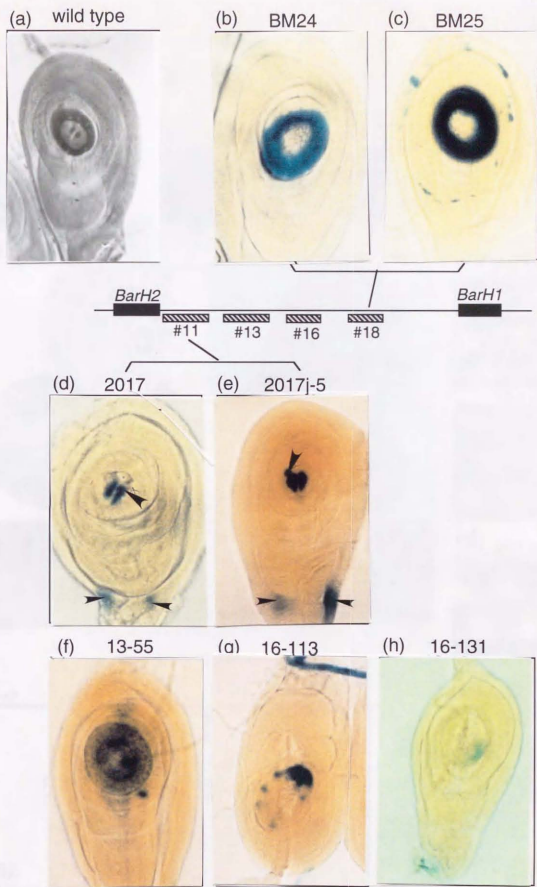 (a) wild type
(b) BM24
(c) BM25
BarH2
BarH1
#11
#13
#16
#18
(d) 2017
(e) 2017j-5
(f) 13-55
(g) 16-113
(h) 16-131